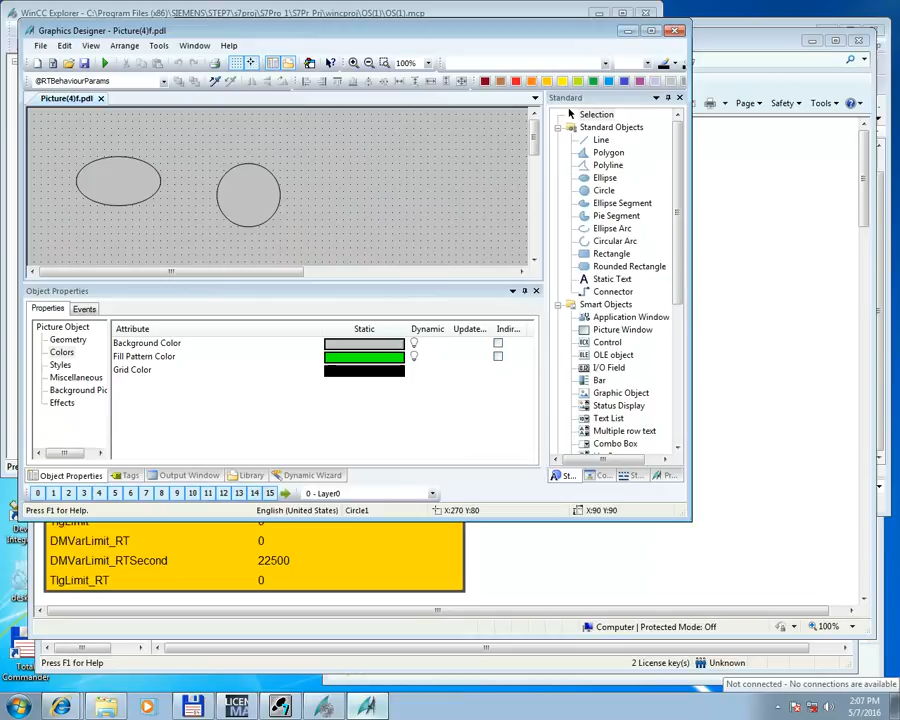 WinCC Explorer - C:\Program Files (x86)\SIEMENS\STEP7\s7proj\S7Pro 1\S7Pr Prj\wincproj\OS(1)\OS(1).mcp
Graphics Designer - Picture(4)f.pdl
File Edit View Arrange Tools Window Help
100%
@RTBehaviourParams
Picture(4)f.pdl
Standard
Selection
Standard Objects
Line
Polygon
Polyline
Ellipse
Circle
Ellipse Segment
Pie Segment
Ellipse Arc
Circular Arc
Rectangle
Rounded Rectangle
Static Text
Connector
Smart Objects
Application Window
Picture Window
Control
OLE object
I/O Field
Bar
Graphic Object
Status Display
Text List
Multiple row text
Combo Box
St... Co... St... Pr...
Page Safety Tools
Object Properties
Properties Events
Picture Object
Geometry
Colors
Styles
Miscellaneous
Background Pic
Effects
Attribute Static Dynamic Update... Indir...
Background Color
Fill Pattern Color
Grid Color
Object Properties Tags Output Window Library Dynamic Wizard
0 1 2 3 4 5 6 7 8 9 10 11 12 13 14 15 0 - Layer0
Press F1 for Help. English (United States) Circle1 X:270 Y:80 X:90 Y:90
DMVarLimit_RT 0
DMVarLimit_RTSecond 22500
TlgLimit_RT 0
Computer | Protected Mode: Off 100%
Press F1 for Help 2 License key(s) Unknown
Total Commander
Not connected - No connections are available
2:07 PM
5/7/2016